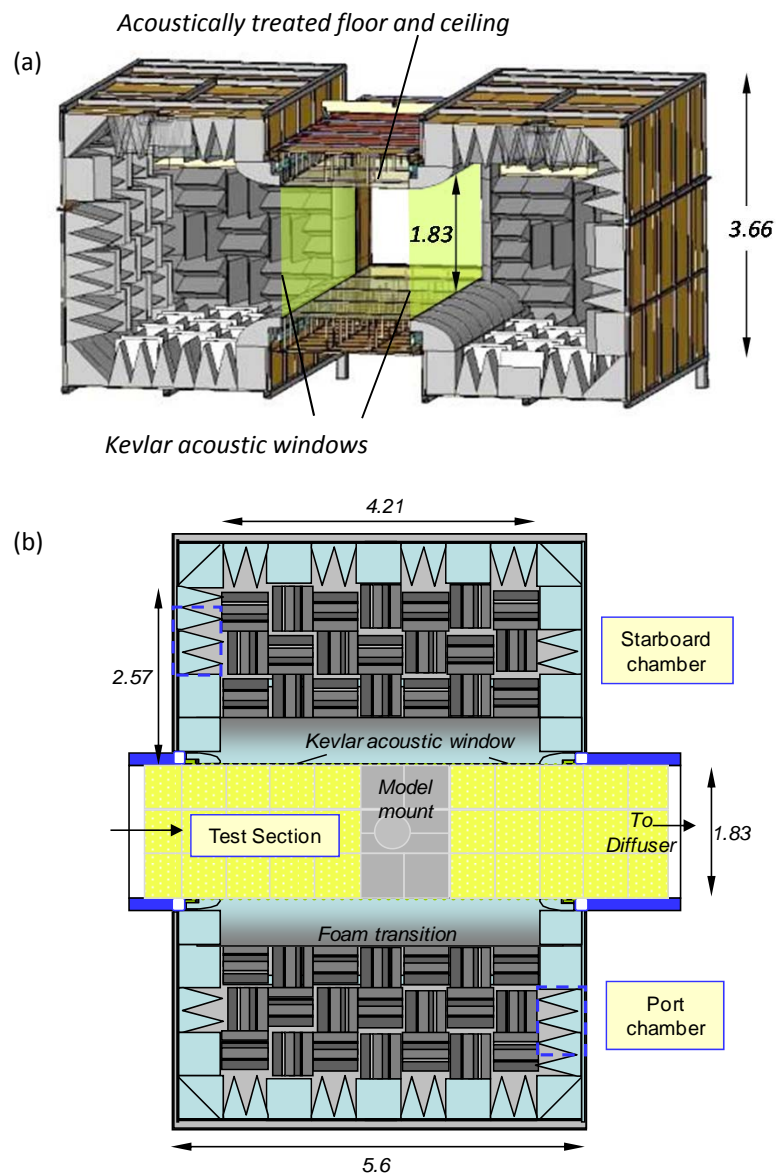 Acoustically treated floor and ceiling
(a)
1.83
3.66
Kevlar acoustic windows
(b)
4.21
Starboard
chamber
2.57
Kevlar acoustic window
Model
mount
Test Section
To
Diffuser
1.83
Foam transition
Port
chamber
5.6